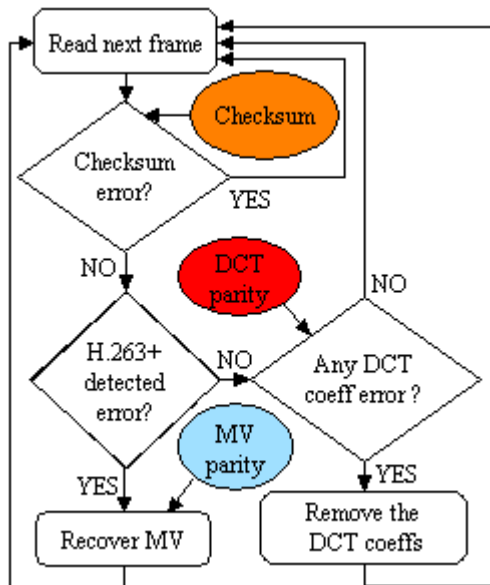 Read next frame
Checksum
Checksum
error?
YES
NO
DCT
parity
NO
H.263+
detected
error?
NO
Any DCT
coeff error ?
MV
parity
YES
YES
Recover MV
Remove the
DCT coeffs